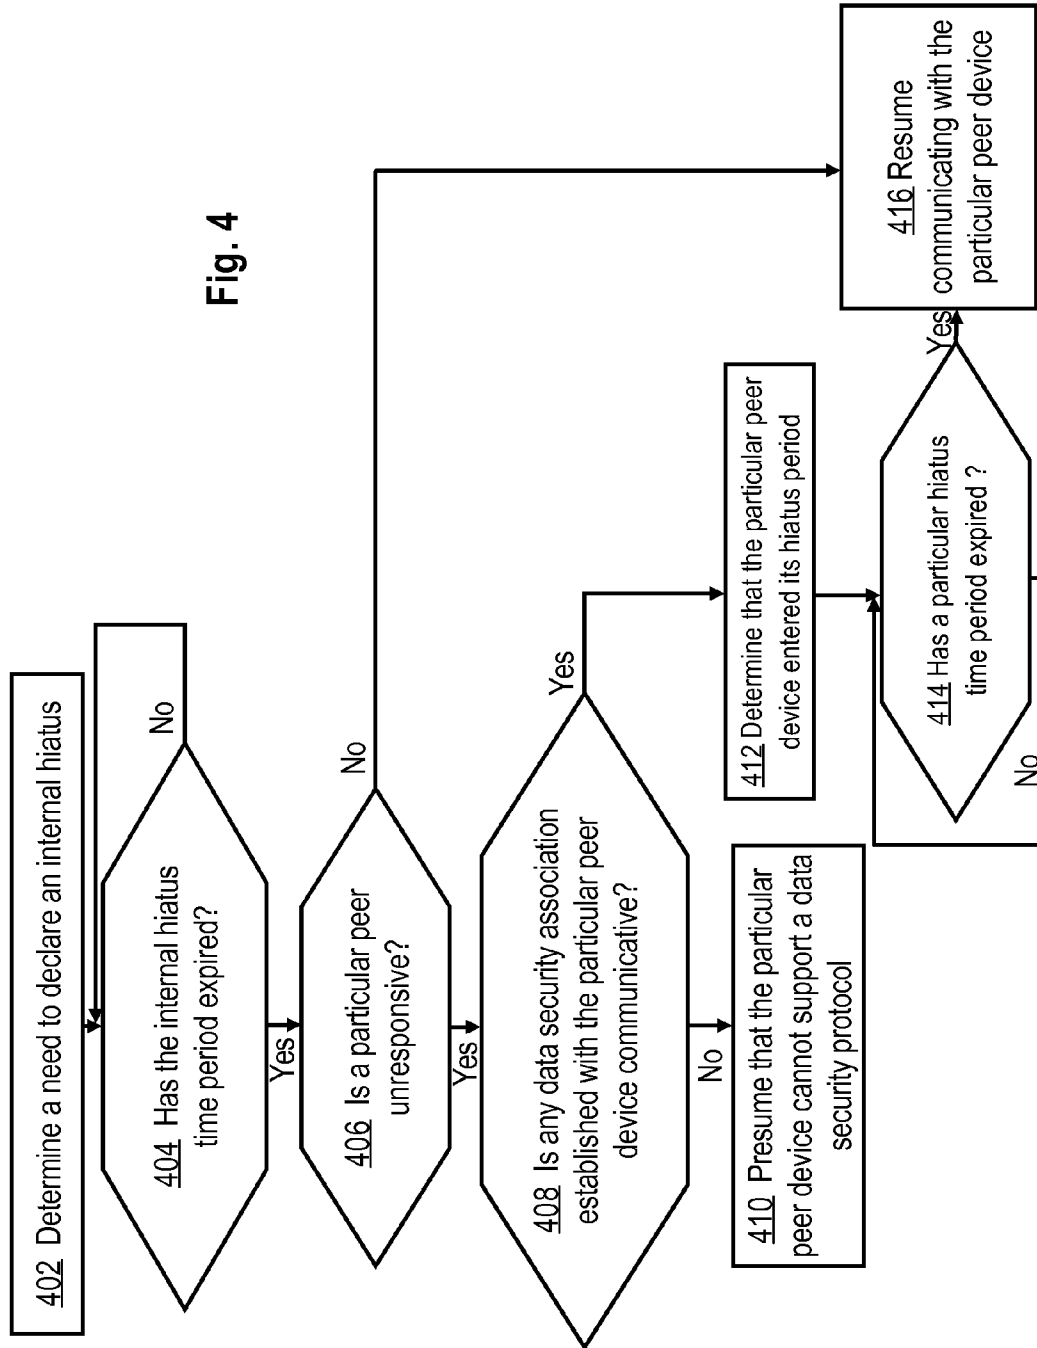 402 Determine a need to declare an internal hiatus
404 Has the internal hiatus
time period expired?
No
Yes
406 Is a particular peer
unresponsive?
No
Yes
408 Is any data security association
established with the particular peer
device communicative?
Yes
No
410 Presume that the particular
peer device cannot support a data
security protocol
412 Determine that the particular peer
device entered its hiatus period
414 Has a particular hiatus
time period expired ?
No
Yes
416 Resume
communicating with the
particular peer device
Fig. 4